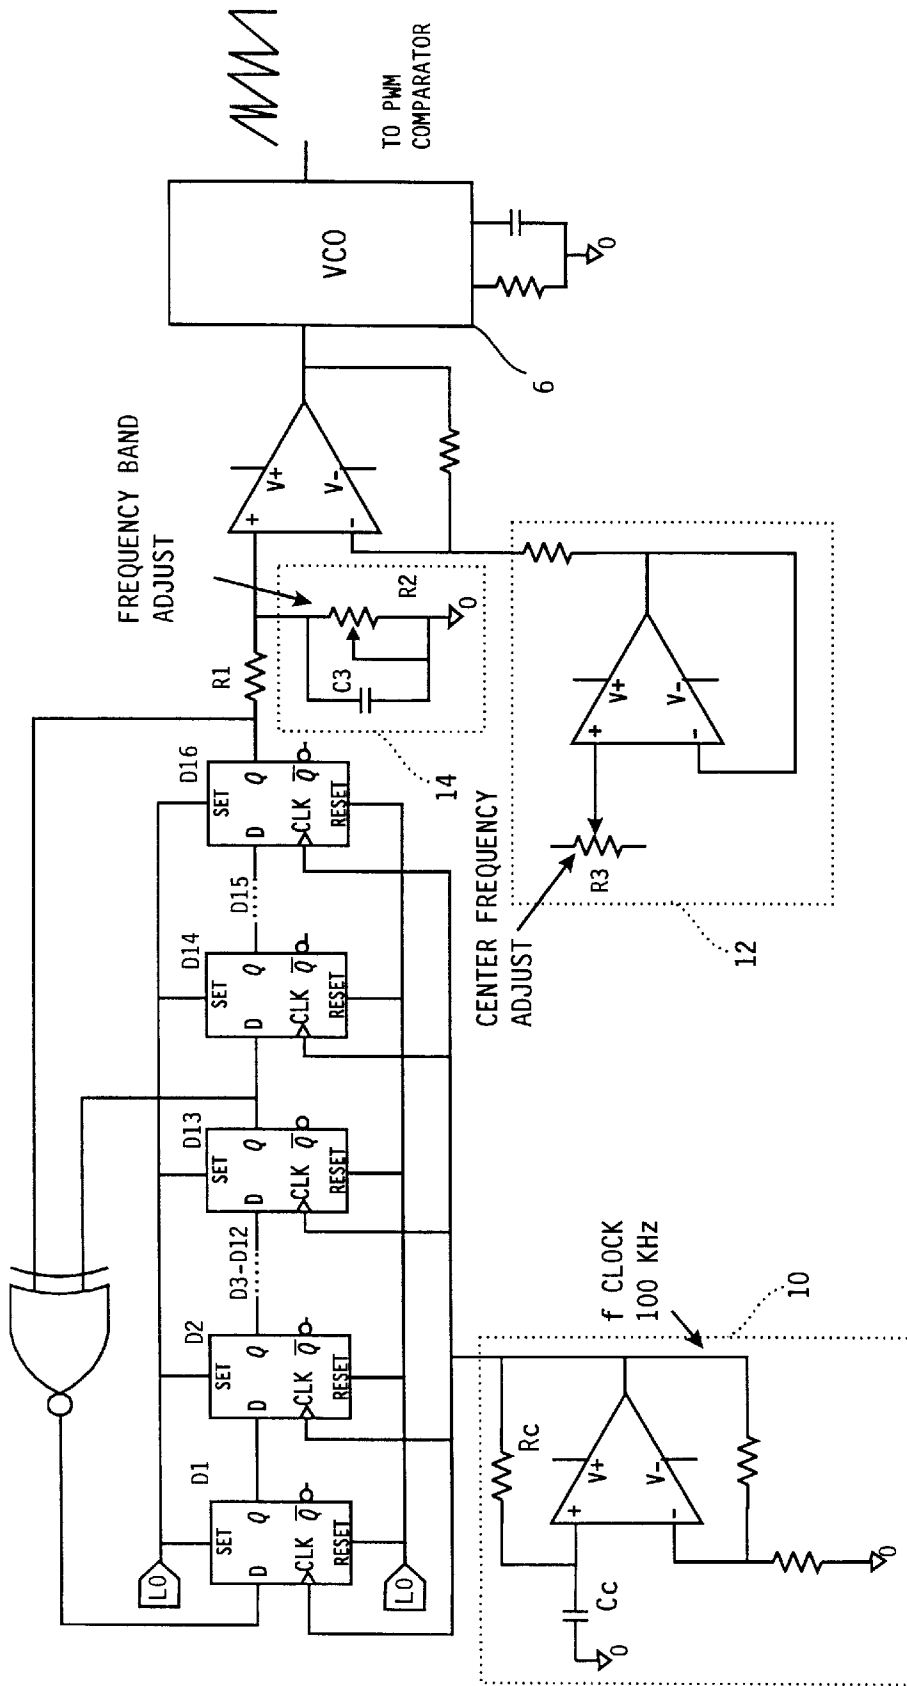 TO PWM
COMPARATOR
VCO
6
0
FREQUENCY BAND
ADJUST
V+
V-
+
-
R1
R2
C3
0
14
D1
D2
D3-D12
D13
D14
D15
D16
SET
D Q
CLK Q
RESET
SET
D Q
CLK Q
RESET
SET
D Q
CLK Q
RESET
SET
D Q
CLK Q
RESET
SET
D Q
CLK Q
RESET
LO
LO
CENTER FREQUENCY
ADJUST
R3
+
-
V+
V-
12
f CLOCK
100 KHz
10
Rc
Cc
+
-
V+
V-
0
0